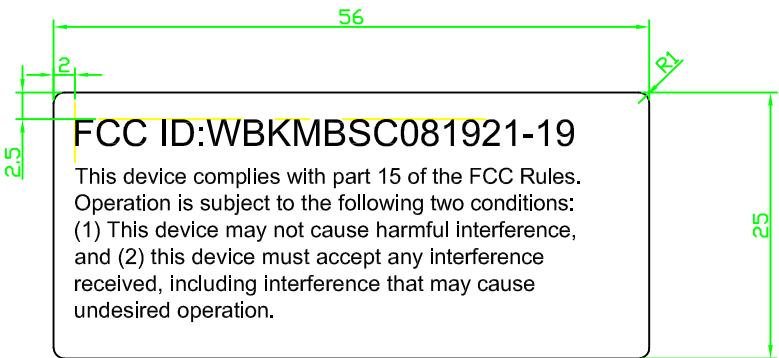 56
2
R1
2.5
FCC ID:WBKMBSC081921-19
This device complies with part 15 of the FCC Rules.
Operation is subject to the following two conditions:
(1) This device may not cause harmful interference,
and (2) this device must accept any interference
received, including interference that may cause
undesired operation.
25